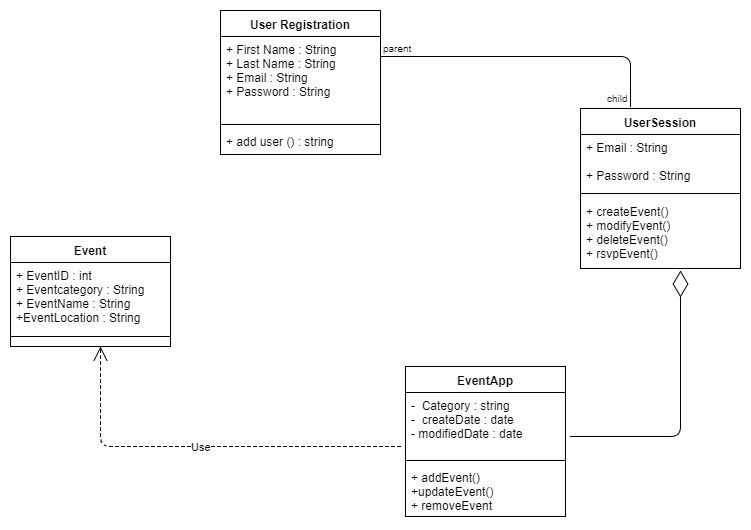 User Registration
+ First Name : String
+ Last Name : String
+ Email : String
+ Password : String
+ add user () : string
parent
child
UserSession
+ Email : String
+ Password : String
+ createEvent()
+ modifyEvent()
+ deleteEvent()
+ rsvpEvent()
Event
+ EventID : int
+ Eventcategory : String
+ EventName : String
+EventLocation : String
Use
EventApp
-  Category : string
-  createDate : date
- modifiedDate : date
+ addEvent()
+updateEvent()
+ removeEvent